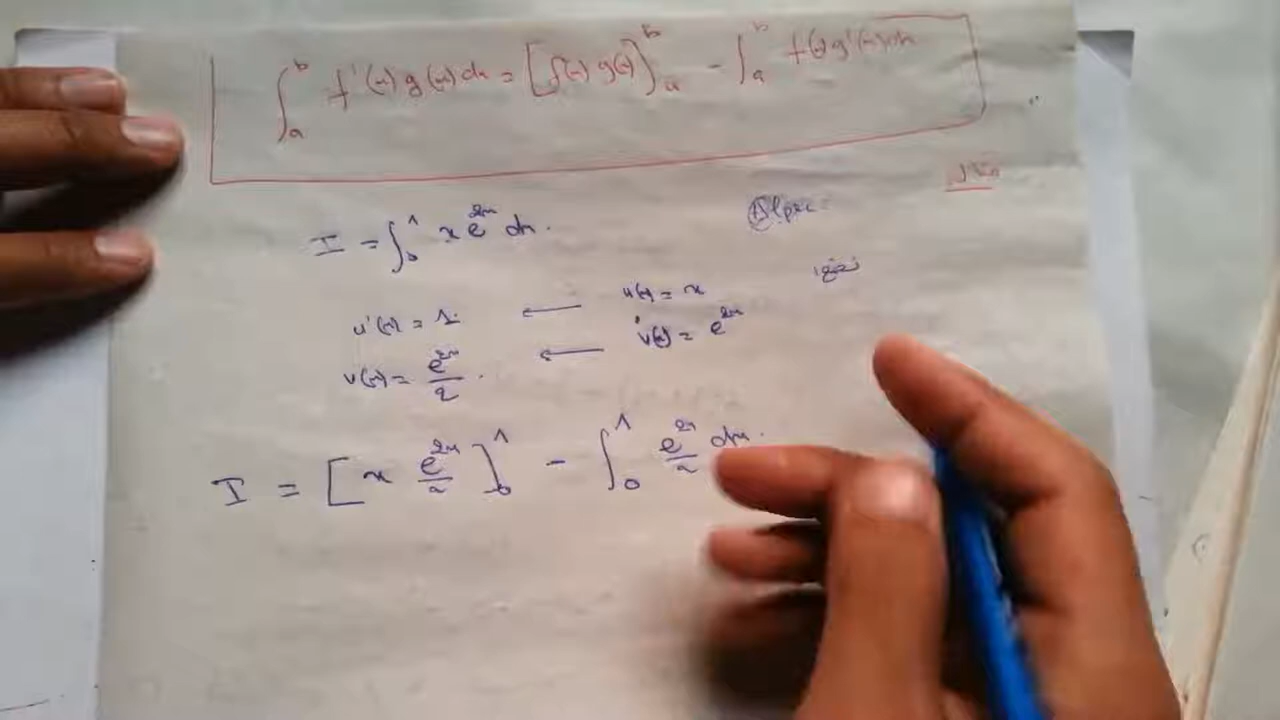 ∫ₐᵇ f'(x) g(x) dx = [f(x) g(x)]ₐᵇ - ∫ₐᵇ f(x) g'(x) dx
I = ∫₀¹ x e²ˣ dx.
u'(x) = 1. ← u(x) = x
v(x) = e²ˣ/2. ← v'(x) = e²ˣ
I = [x e²ˣ/2]₀¹ - ∫₀¹ e²ˣ/2 dx.